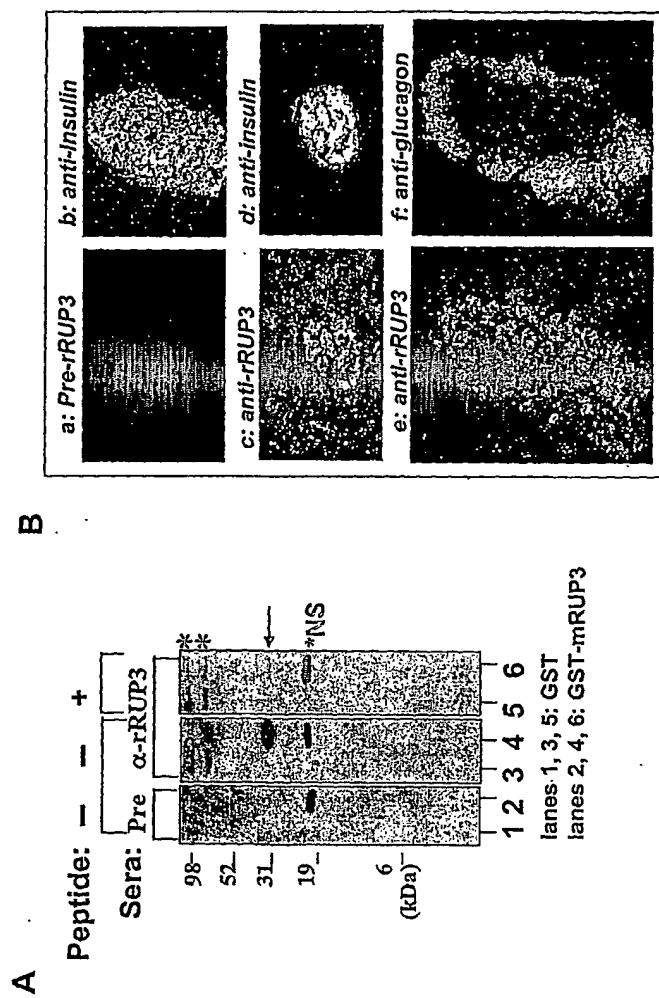 A
Peptide: — — +
Sera: Pre α-rRUP3
98
52
31
19
6
(kDa)
*
*
*NS
1 2 3 4 5 6
lanes 1, 3, 5: GST
lanes 2, 4, 6: GST-mRUP3
B
a: Pre-rRUP3
b: anti-Insulin
c: anti-rRUP3
d: anti-insulin
e: anti-rRUP3
f: anti-glucagon